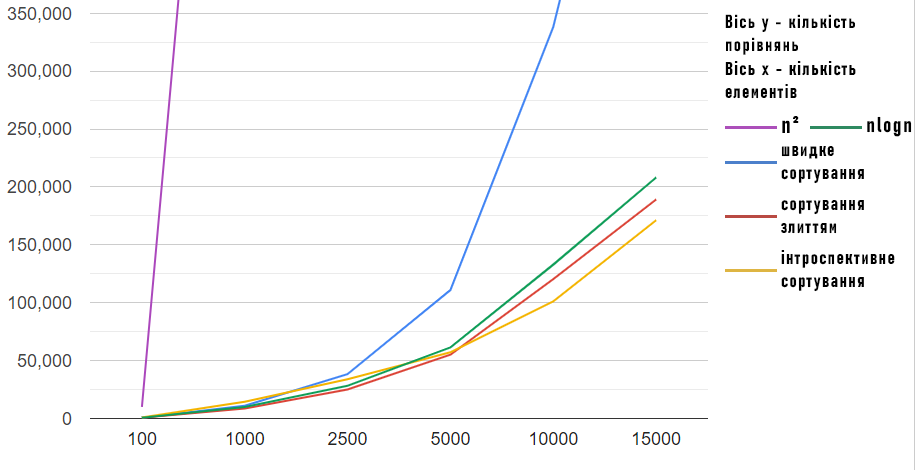 350,000
300,000
250,000
200,000
150,000
100,000
50,000
0
100 1000 2500 5000 10000 15000
Вісь y - кількість
порівнянь
Вісь x - кількість
елементів
n² nlogn
швидке
сортування
сортування
злиттям
інтроспективне
сортування